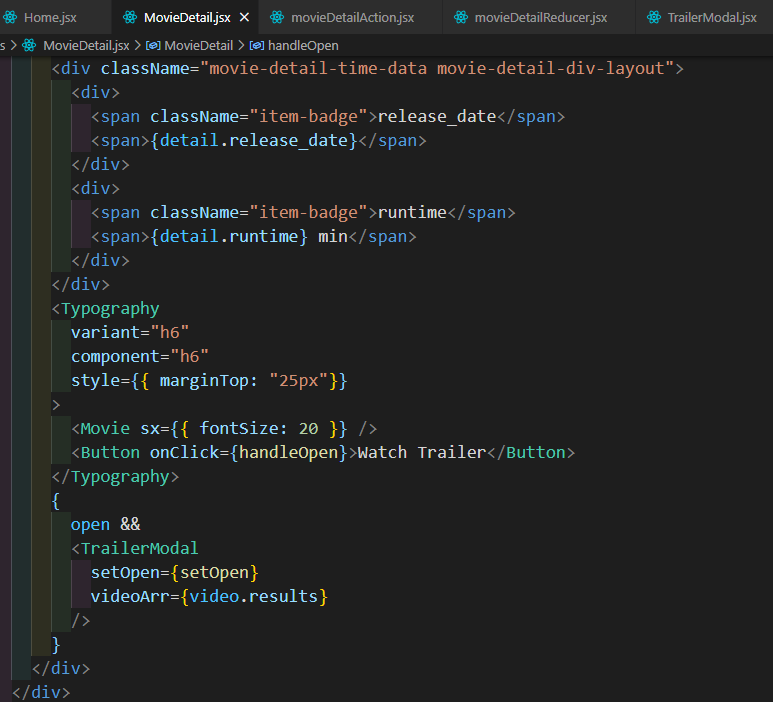 Home.jsx MovieDetail.jsx × movieDetailAction.jsx movieDetailReducer.jsx TrailerModal.jsx
s > MovieDetail.jsx > MovieDetail > handleOpen
<div className="movie-detail-time-data movie-detail-div-layout">
<div>
<span className="item-badge">release_date</span>
<span>{detail.release_date}</span>
</div>
<div>
<span className="item-badge">runtime</span>
<span>{detail.runtime} min</span>
</div>
</div>
<Typography
variant="h6"
component="h6"
style={{ marginTop: "25px"}}
>
<Movie sx={{ fontSize: 20 }} />
<Button onClick={handleOpen}>Watch Trailer</Button>
</Typography>
{
open &&
<TrailerModal
setOpen={setOpen}
videoArr={video.results}
/>
}
</div>
</div>